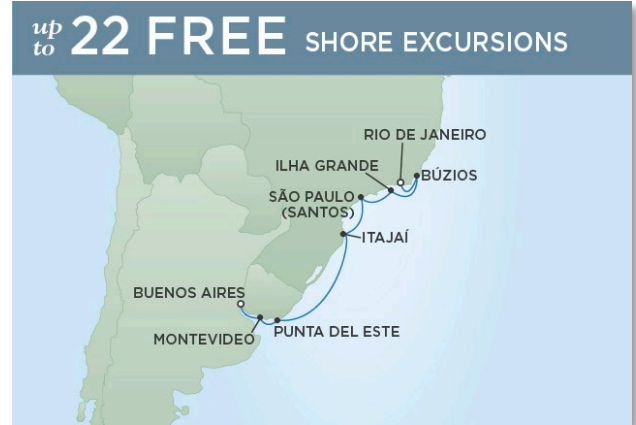 up to 22 FREE SHORE EXCURSIONS
RIO DE JANEIRO
ILHA GRANDE
BÚZIOS
SÃO PAULO
(SANTOS)
ITAJAÍ
BUENOS AIRES
MONTEVIDEO
PUNTA DEL ESTE